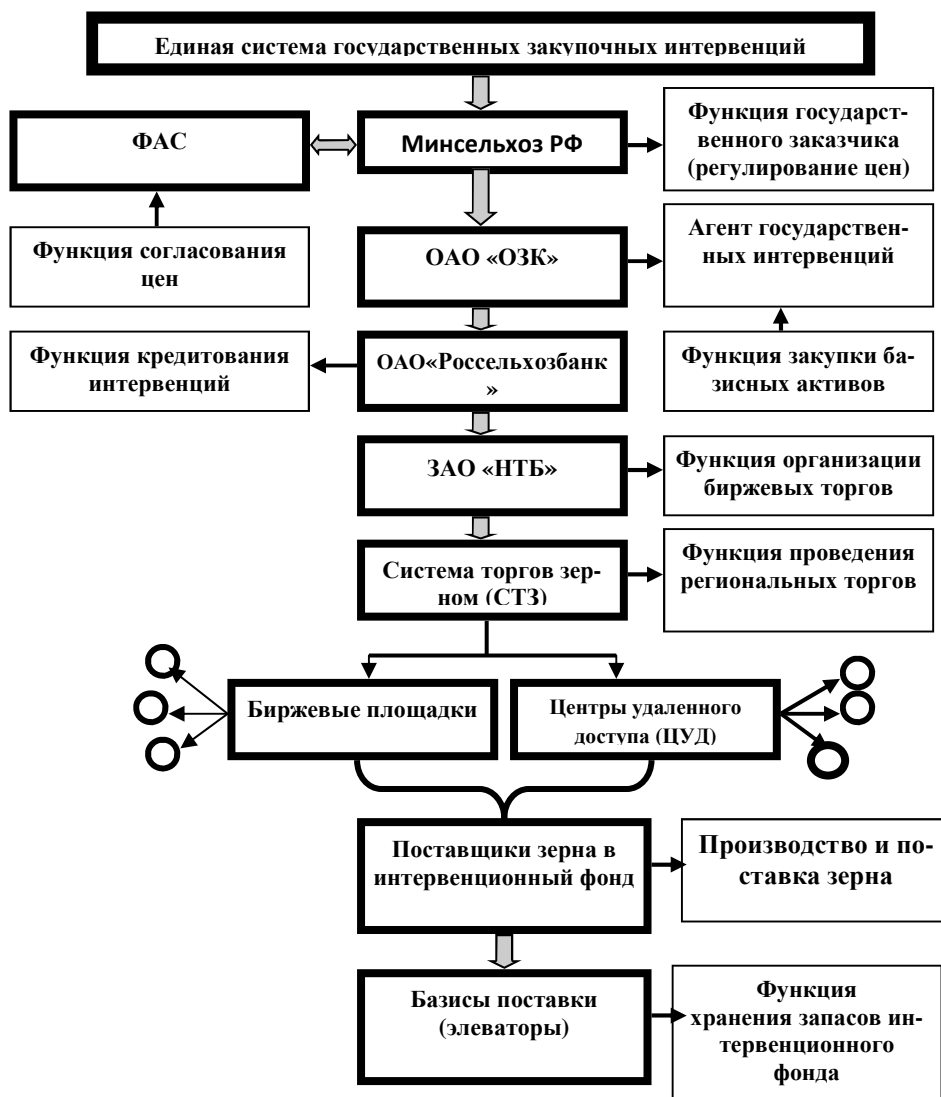 Единая система государственных закупочных интервенций
ФАС
Минсельхоз РФ
Функция государст-
венного заказчика
(регулирование цен)
Функция согласования
цен
ОАО «ОЗК»
Агент государствен-
ных интервенций
Функция кредитования
интервенций
ОАО«Россельхозбанк
»
Функция закупки ба-
зисных активов
ЗАО «НТБ»
Функция организации
биржевых торгов
Система торгов зер-
ном (СТЗ)
Функция проведения
региональных торгов
Биржевые площадки
Центры удаленного
доступа (ЦУД)
Поставщики зерна в
интервенционный фонд
Производство и по-
ставка зерна
Базисы поставки
(элеваторы)
Функция
хранения запасов ин-
тервенционного
фонда